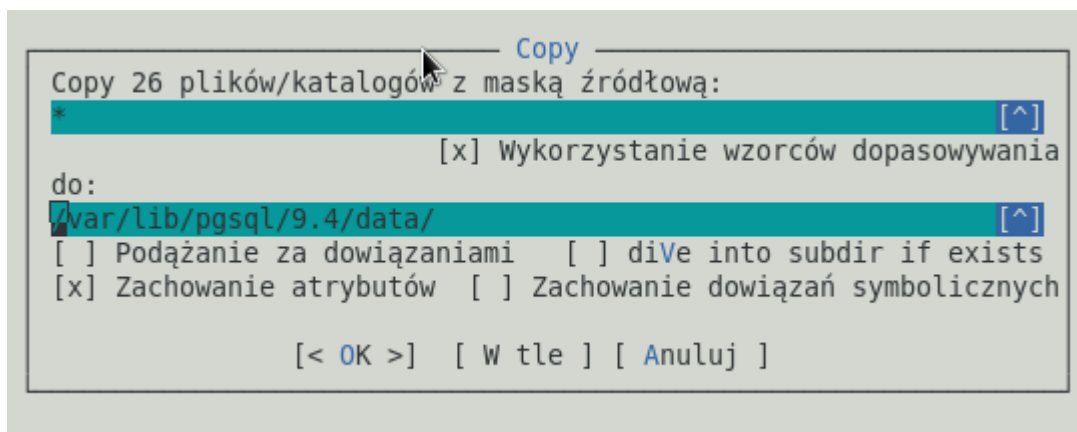 Copy
Copy 26 plików/katalogów z maską źródłową:
* [^]
[x] Wykorzystanie wzorców dopasowywania
do:
/var/lib/pgsql/9.4/data/ [^]
[ ] Podążanie za dowiązaniami [ ] diVe into subdir if exists
[x] Zachowanie atrybutów [ ] Zachowanie dowiązań symbolicznych
[< OK >] [ W tle ] [ Anuluj ]